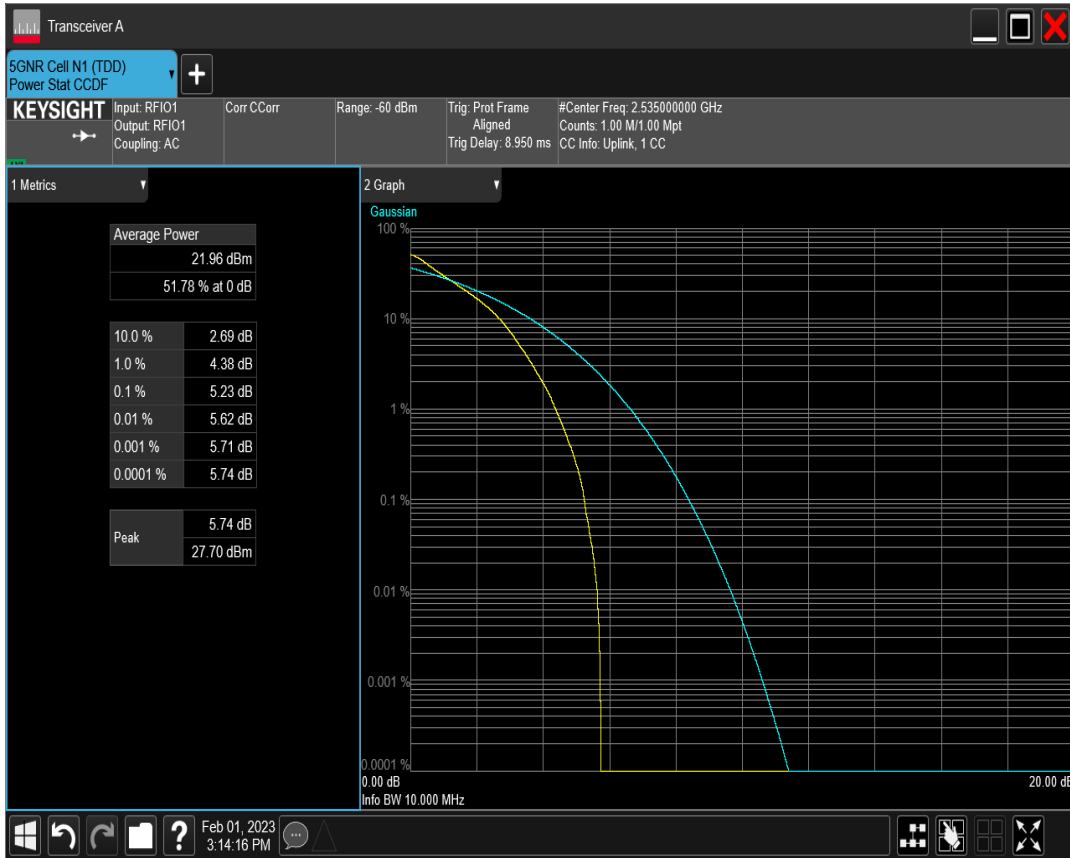 Transceiver A
5GNR Cell N1 (TDD)
Power Stat CCDF
KEYSIGHT
Input: RFIO1
Output: RFIO1
Coupling: AC
Corr CCorr
Range: -60 dBm
Trig: Prot Frame
Aligned
Trig Delay: 8.950 ms
#Center Freq: 2.535000000 GHz
Counts: 1.00 M/1.00 Mpt
CC Info: Uplink, 1 CC
1 Metrics
Average Power
21.96 dBm
51.78 % at 0 dB
10.0 % 2.69 dB
1.0 % 4.38 dB
0.1 % 5.23 dB
0.01 % 5.62 dB
0.001 % 5.71 dB
0.0001 % 5.74 dB
Peak
5.74 dB
27.70 dBm
2 Graph
Gaussian
100 %
10 %
1 %
0.1 %
0.01 %
0.001 %
0.0001 %
0.00 dB
20.00 dB
Info BW 10.000 MHz
Feb 01, 2023
3:14:16 PM